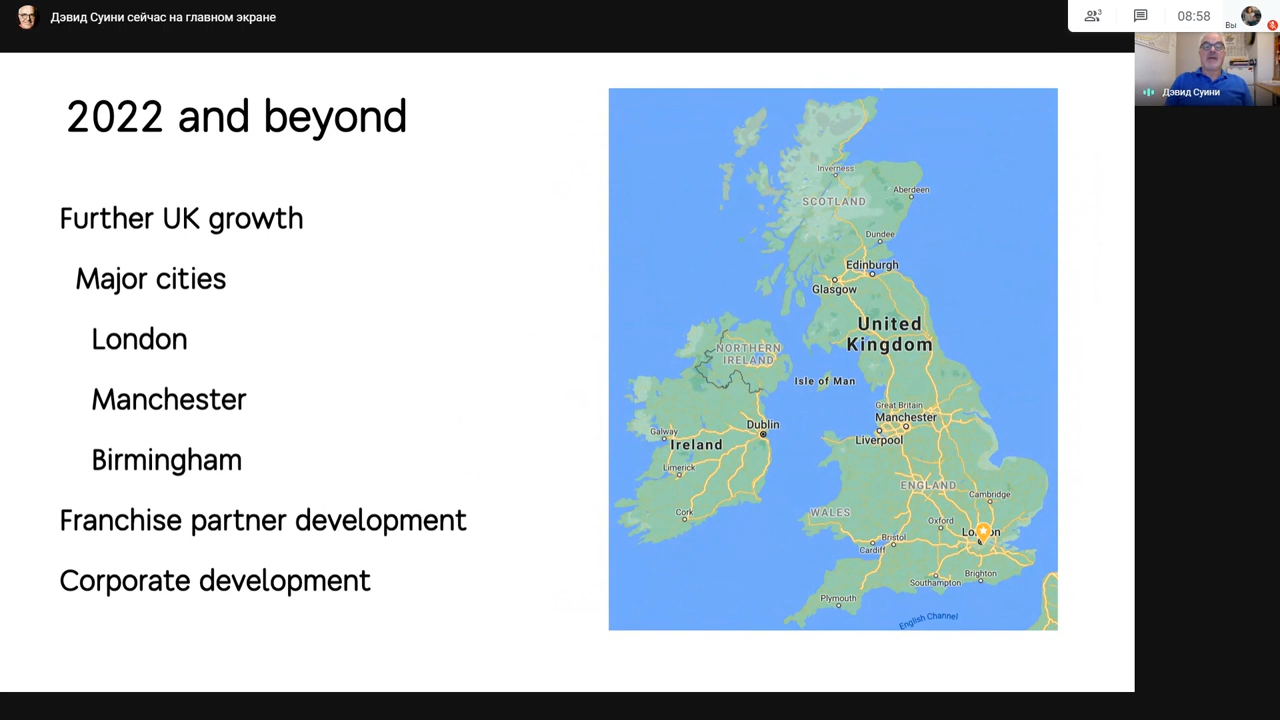 Дэвид Суини сейчас на главном экране
3
08:58
Вы
Дэвид Суини
2022 and beyond
Further UK growth
Major cities
London
Manchester
Birmingham
Franchise partner development
Corporate development
Inverness
Aberdeen
SCOTLAND
Dundee
Edinburgh
Glasgow
United
Kingdom
NORTHERN
IRELAND
Isle of Man
Great Britain
Manchester
Dublin
Galway
Liverpool
Ireland
Limerick
ENGLAND
Cambridge
Cork
WALES
Oxford
London
Bristol
Cardiff
Brighton
Southampton
Plymouth
English Channel